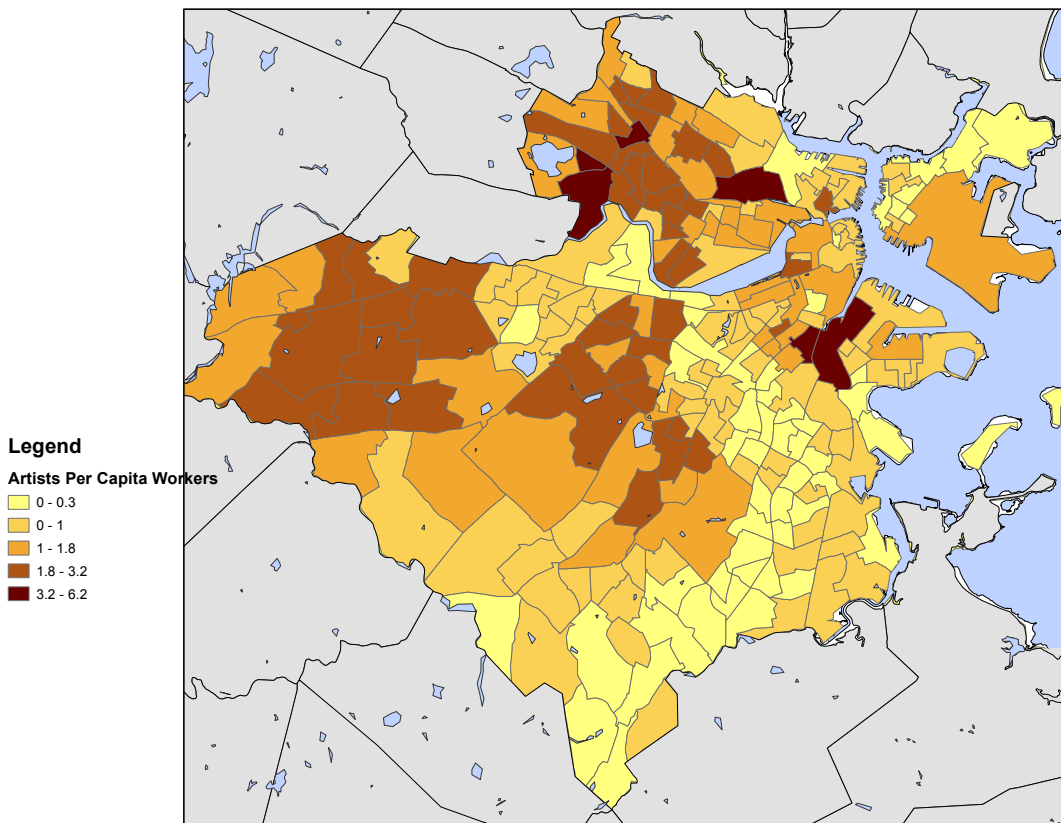 Legend
Artists Per Capita Workers
0 - 0.3
0 - 1
1 - 1.8
1.8 - 3.2
3.2 - 6.2